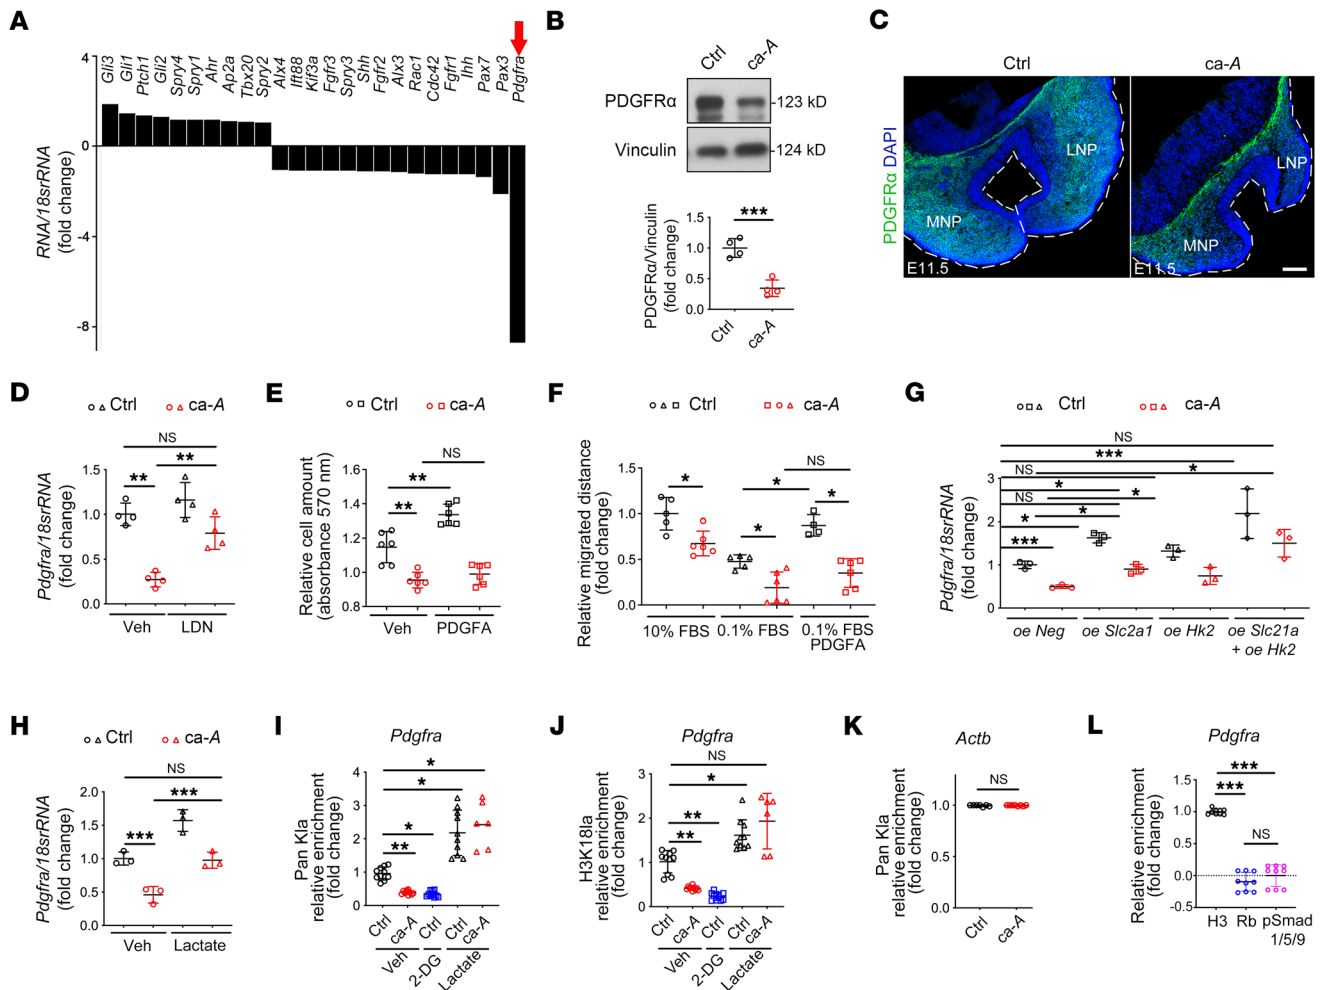 A
4
0
-4
-8
RNA/18srRNA
(fold change)
Gli3
Gli1
Ptch1
Gli2
Spry4
Spry1
Ahr
Ap2a
Tbx20
Spry2
Alx4
Ift88
Kif3a
Fgfr3
Spry3
Shh
Fgfr2
Alx3
Rac1
Cdc42
Fgfr1
Ihh
Pax7
Pax3
Pdgfra
B
Ctrl
ca-A
PDGFRα
-123 kD
Vinculin
-124 kD
PDGFRα/Vinculin
(fold change)
1.5
1.0
0.5
0.0
***
Ctrl
ca-A
C
Ctrl
ca-A
PDGFRα DAPI
LNP
MNP
E11.5
LNP
MNP
E11.5
D
Ctrl
ca-A
NS
**
**
Pdgfra/18srRNA
(fold change)
1.5
1.0
0.5
0.0
Veh
LDN
E
Ctrl
ca-A
NS
**
**
Relative cell amount
(absorbance 570 nm)
1.6
1.4
1.2
1.0
0.8
Veh
PDGFA
F
Ctrl
ca-A
NS
*
*
*
*
Relative migrated distance
(fold change)
1.5
1.0
0.5
0.0
10% FBS
0.1% FBS
0.1% FBS
PDGFA
G
Ctrl
ca-A
NS
***
NS
*
*
NS
*
*
*
***
Pdgfra/18srRNA
(fold change)
3
2
1
0
oe Neg
oe Slc2a1
oe Hk2
oe Slc21a
+ oe Hk2
H
Ctrl
ca-A
NS
***
***
Pdgfra/18srRNA
(fold change)
2.0
1.5
1.0
0.5
0.0
Veh
Lactate
I
Pdgfra
*
*
*
**
Pan Kla
relative enrichment
(fold change)
4
3
2
1
0
Ctrl
ca-A
Ctrl
Ctrl
ca-A
Veh
2-DG
Lactate
J
Pdgfra
NS
*
**
**
H3K18la
relative enrichment
(fold change)
3
2
1
0
Ctrl
ca-A
Ctrl
Ctrl
ca-A
Veh
2-DG
Lactate
K
Actb
NS
Pan Kla
relative enrichment
(fold change)
1.0
0.5
0.0
Ctrl
ca-A
L
Pdgfra
***
***
NS
Relative enrichment
(fold change)
1.5
1.0
0.5
0.0
-0.5
H3
Rb
pSmad
1/5/9